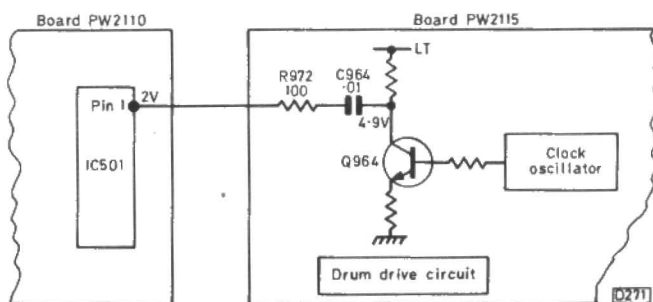 Board PW2110
Board PW2115
LT
R972
100
C964
·01
Pin 1
2V
4·9V
IC501
Q964
Clock
oscillator
Drum drive circuit
D271